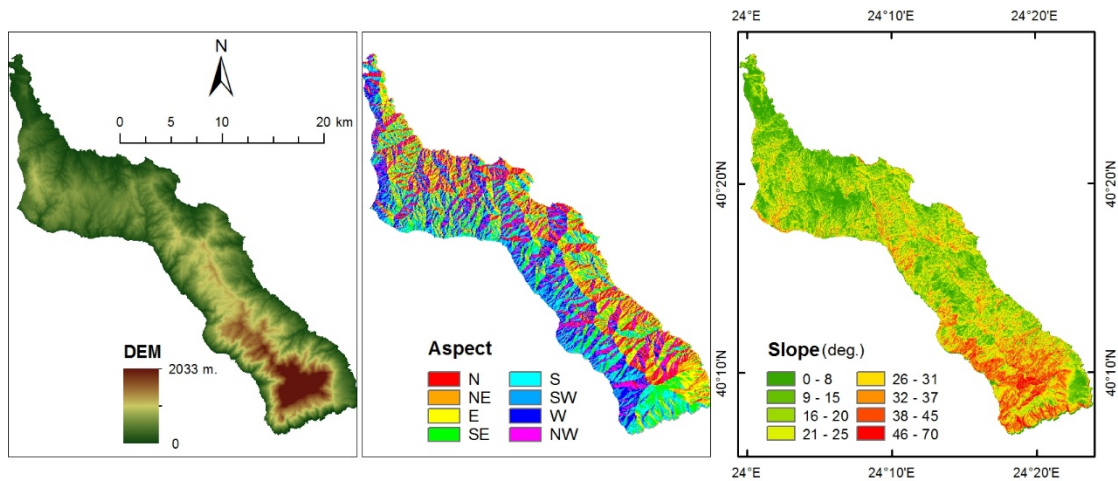 24°E 24°10'E 24°20'E
N
0 5 10 20 km
40°20'N 40°20'N
DEM
2033 m.
0
Aspect
N S
NE SW
E W
SE NW
Slope (deg.)
0 - 8 26 - 31
9 - 15 32 - 37
16 - 20 38 - 45
21 - 25 46 - 70
40°10'N 40°10'N
24°E 24°10'E 24°20'E